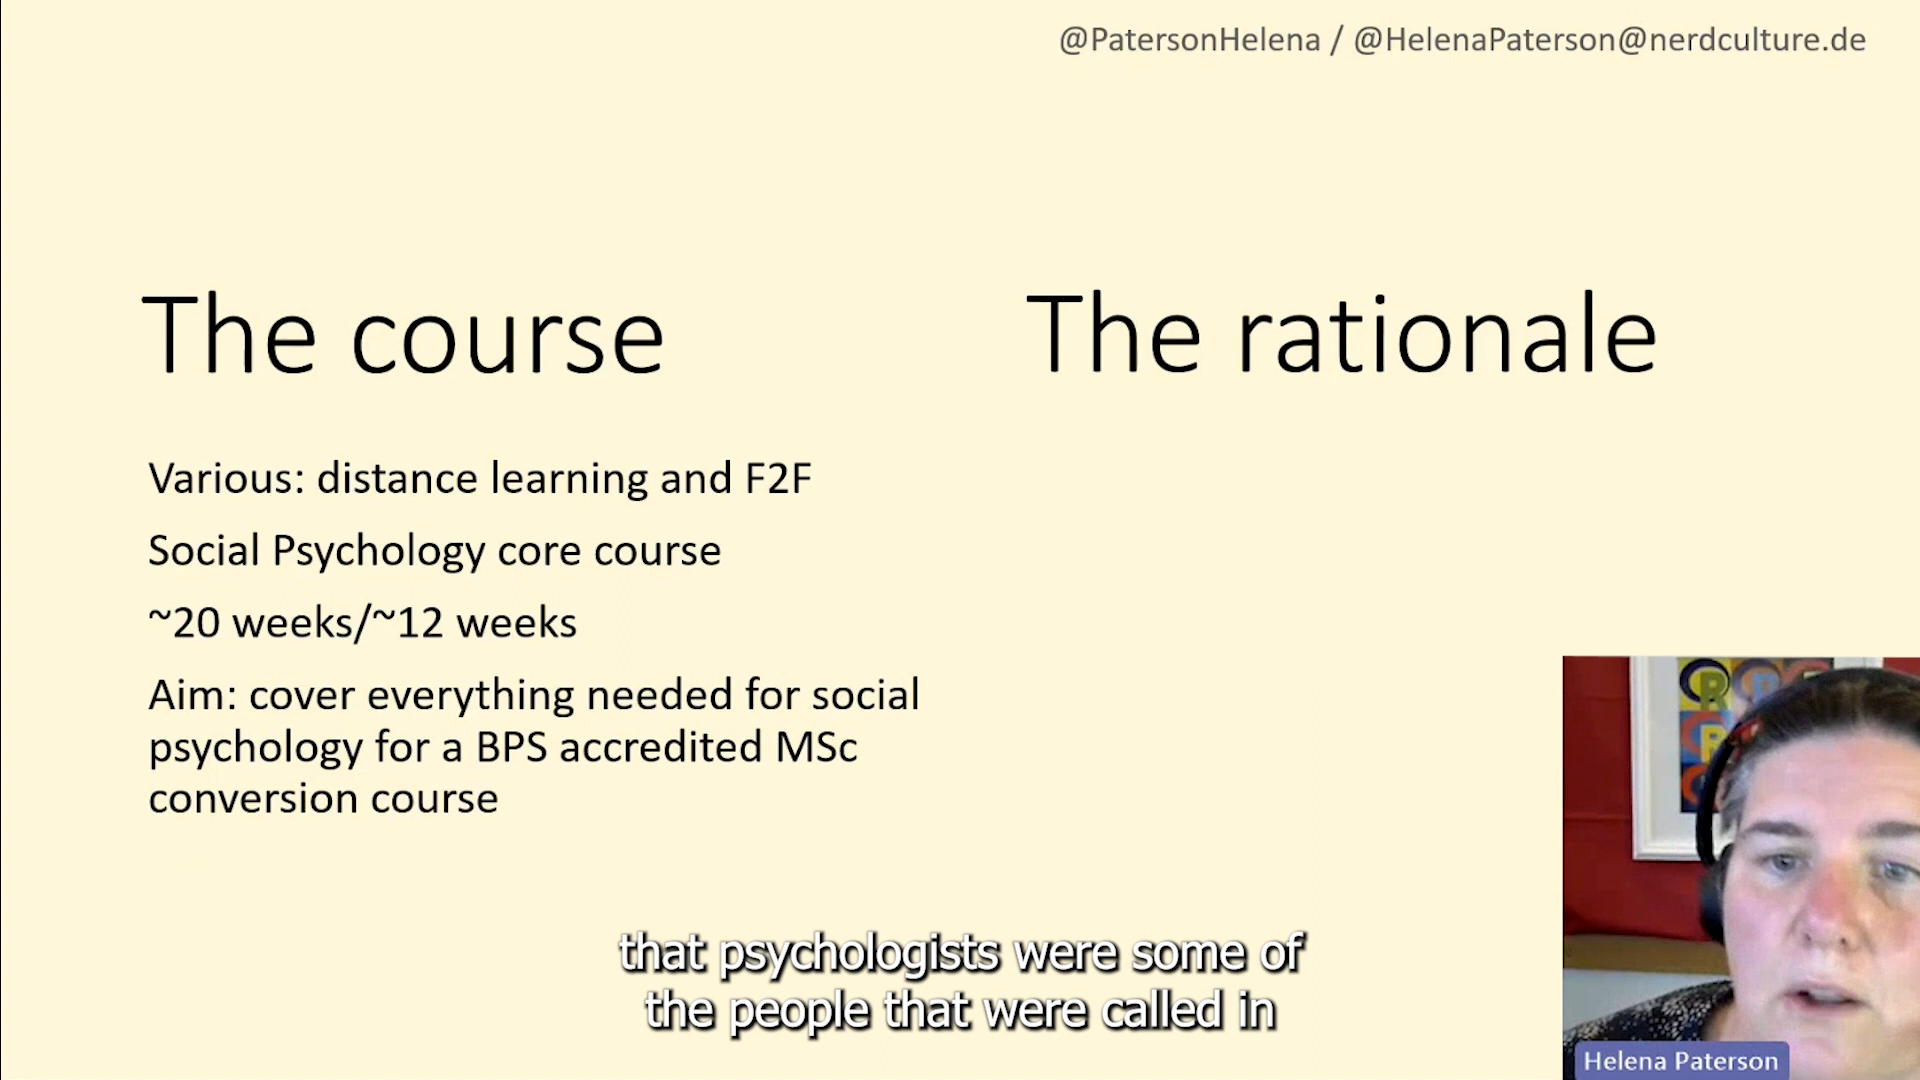 @PatersonHelena / @HelenaPaterson@nerdculture.de
The course
The rationale
Various: distance learning and F2F
Social Psychology core course
~20 weeks/~12 weeks
Aim: cover everything needed for social
psychology for a BPS accredited MSc
conversion course
that psychologists were some of
the people that were called in
Helena Paterson